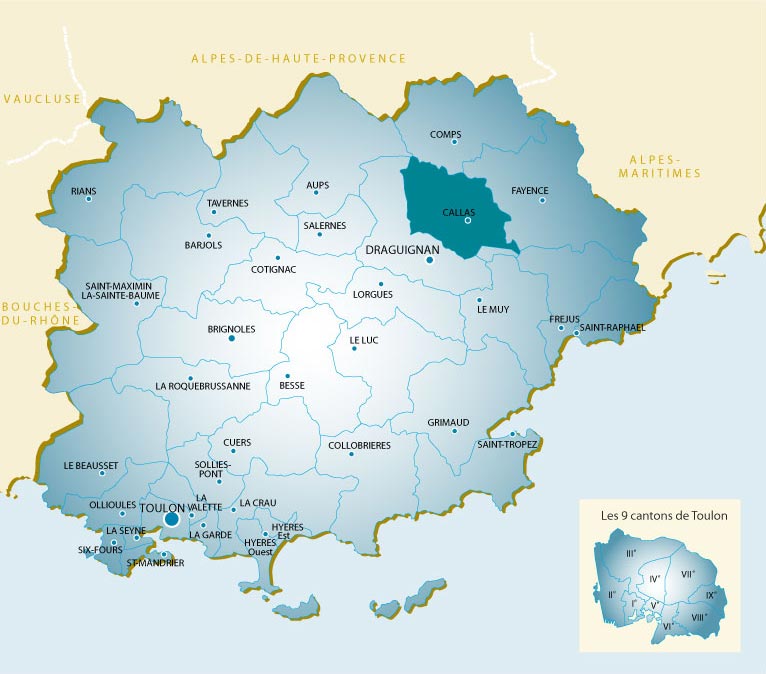 ALPES-DE-HAUTE-PROVENCE
VAUCLUSE
COMPS
ALPES-
MARITIMES
RIANS
AUPS
FAYENCE
TAVERNES
CALLAS
SALERNES
BARJOLS
DRAGUIGNAN
COTIGNAC
SAINT-MAXIMIN
LA-SAINTE-BAUME
LORGUES
BOUCHES-
DU-RHÔNE
LE MUY
FREJUS
SAINT-RAPHAEL
BRIGNOLES
LE LUC
LA ROQUEBRUSSANNE
BESSE
GRIMAUD
SAINT-TROPEZ
CUERS
COLLOBRIERES
LE BEAUSSET
SOLLIES-
PONT
OLLIOULES
TOULON
LA
VALETTE
LA CRAU
LA SEYNE
LA GARDE
HYERES
Est
HYERES
Ouest
SIX-FOURS
ST-MANDRIER
Les 9 cantons de Toulon
III°
IV°
VII°
II°
I°
V°
IX°
VI°
VIII°